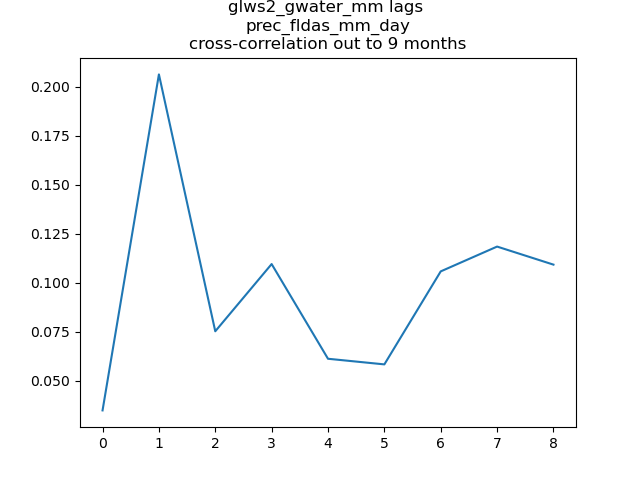 glws2_gwater_mm lags
prec_fldas_mm_day
cross-correlation out to 9 months
0.200
0.175
0.150
0.125
0.100
0.075
0.050
0 1 2 3 4 5 6 7 8